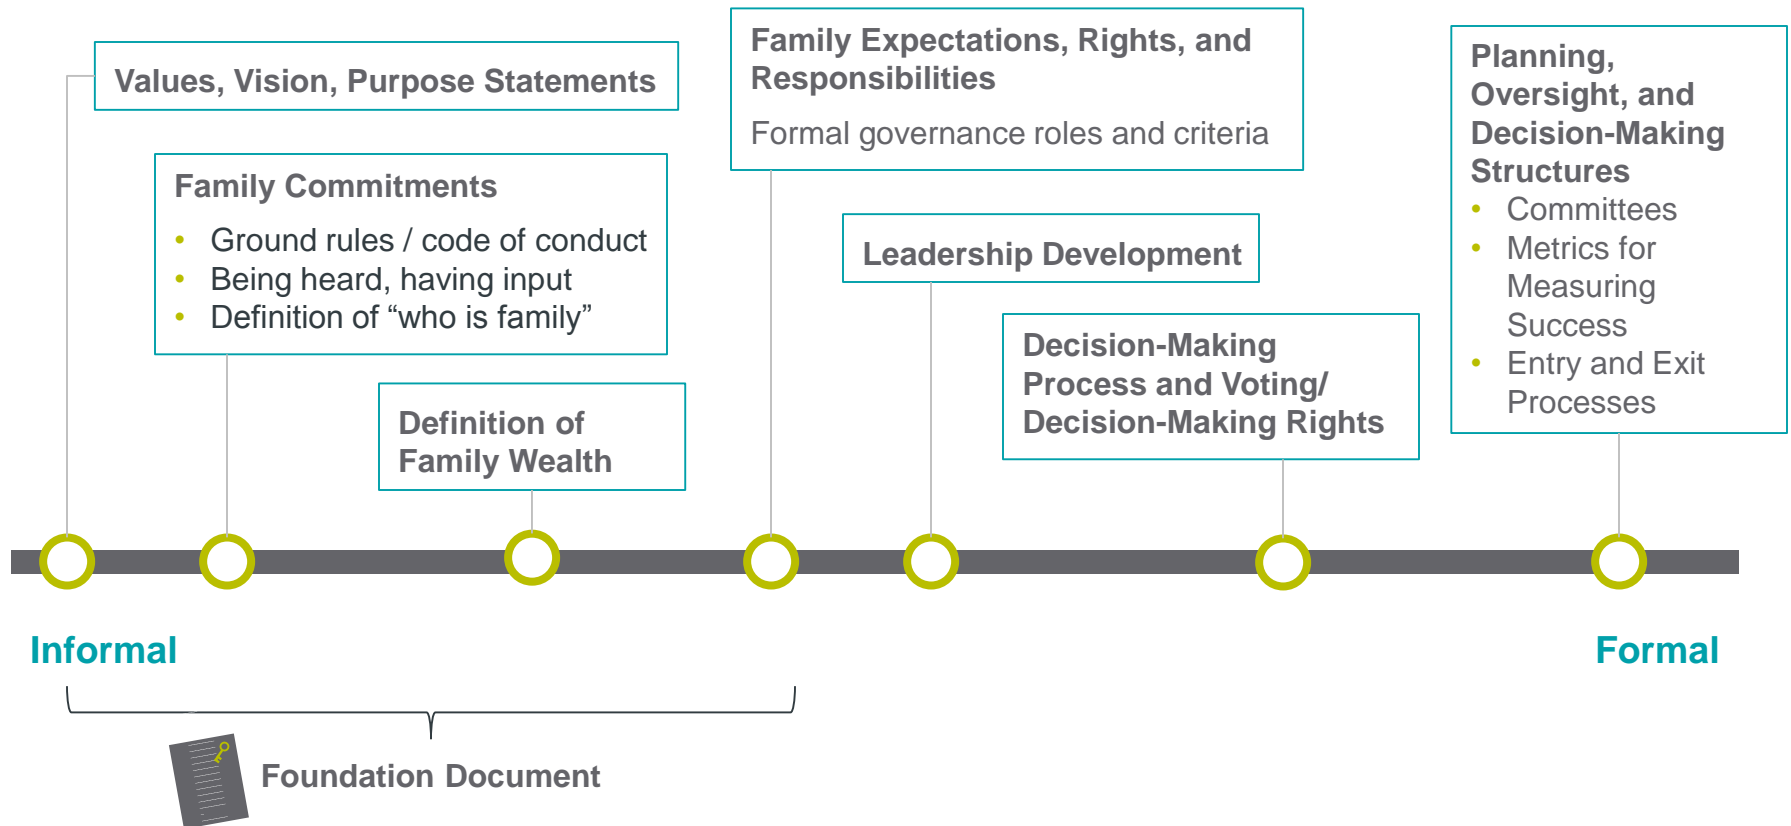 Values, Vision, Purpose Statements
Family Commitments
• Ground rules / code of conduct
• Being heard, having input
• Definition of “who is family”
Definition of
Family Wealth
Family Expectations, Rights, and
Responsibilities
Formal governance roles and criteria
Leadership Development
Decision-Making
Process and Voting/
Decision-Making Rights
Planning,
Oversight, and
Decision-Making
Structures
• Committees
• Metrics for
Measuring
Success
• Entry and Exit
Processes
Informal
Formal
Foundation Document